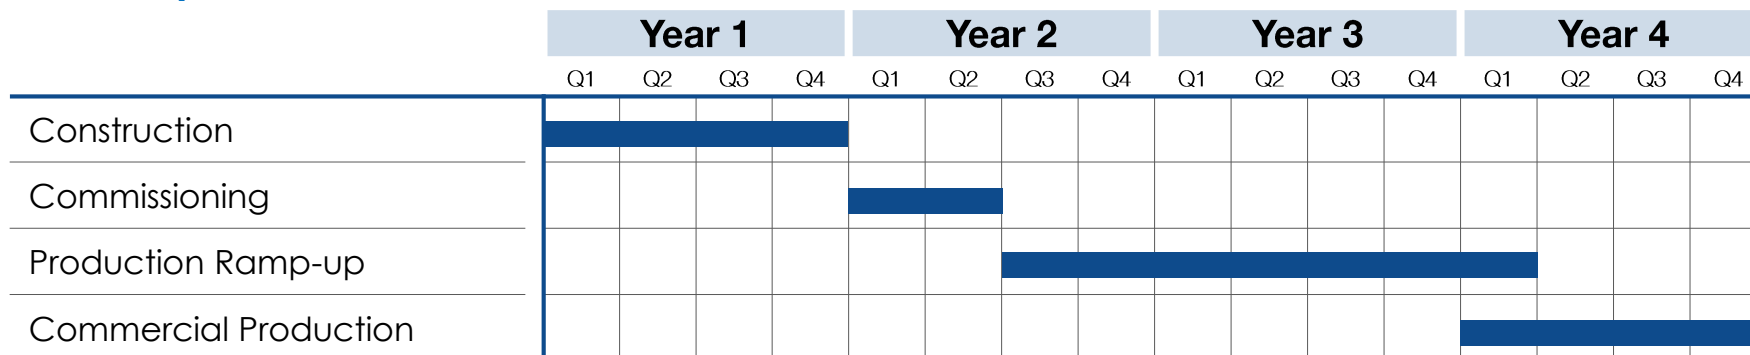 Year 1 Year 2 Year 3 Year 4
Q1 Q2 Q3 Q4 Q1 Q2 Q3 Q4 Q1 Q2 Q3 Q4 Q1 Q2 Q3 Q4
Construction
Commissioning
Production Ramp-up
Commercial Production